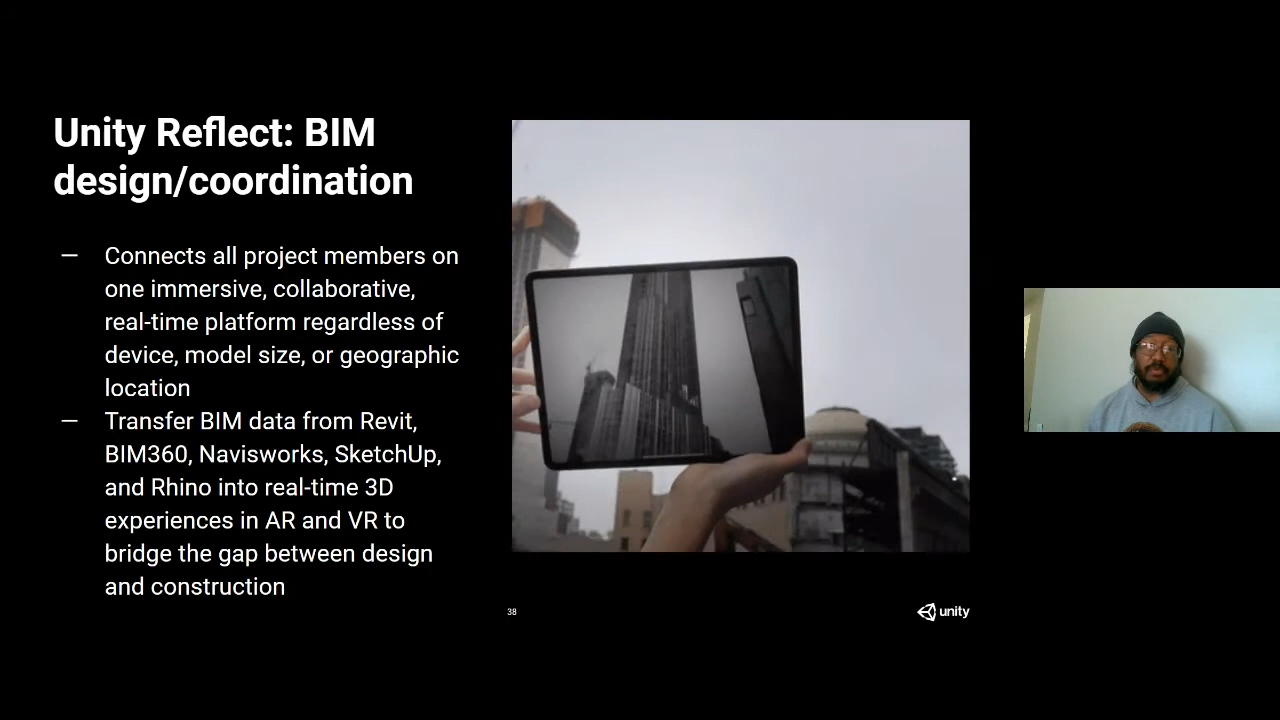 Unity Reflect: BIM
design/coordination
— Connects all project members on
one immersive, collaborative,
real-time platform regardless of
device, model size, or geographic
location
— Transfer BIM data from Revit,
BIM360, Navisworks, SketchUp,
and Rhino into real-time 3D
experiences in AR and VR to
bridge the gap between design
and construction
38
unity